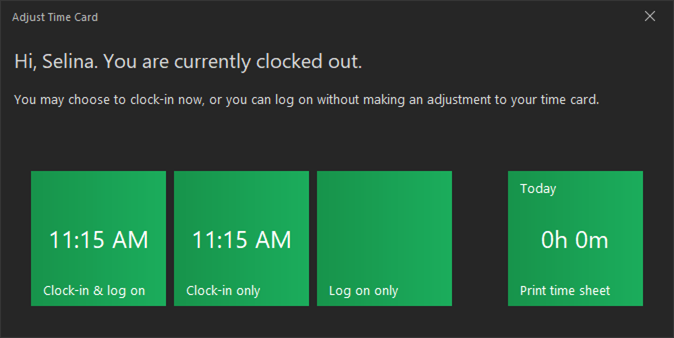 Adjust Time Card
Hi, Selina. You are currently clocked out.
You may choose to clock-in now, or you can log on without making an adjustment to your time card.
11:15 AM
Clock-in & log on
11:15 AM
Clock-in only
Log on only
Today
0h 0m
Print time sheet